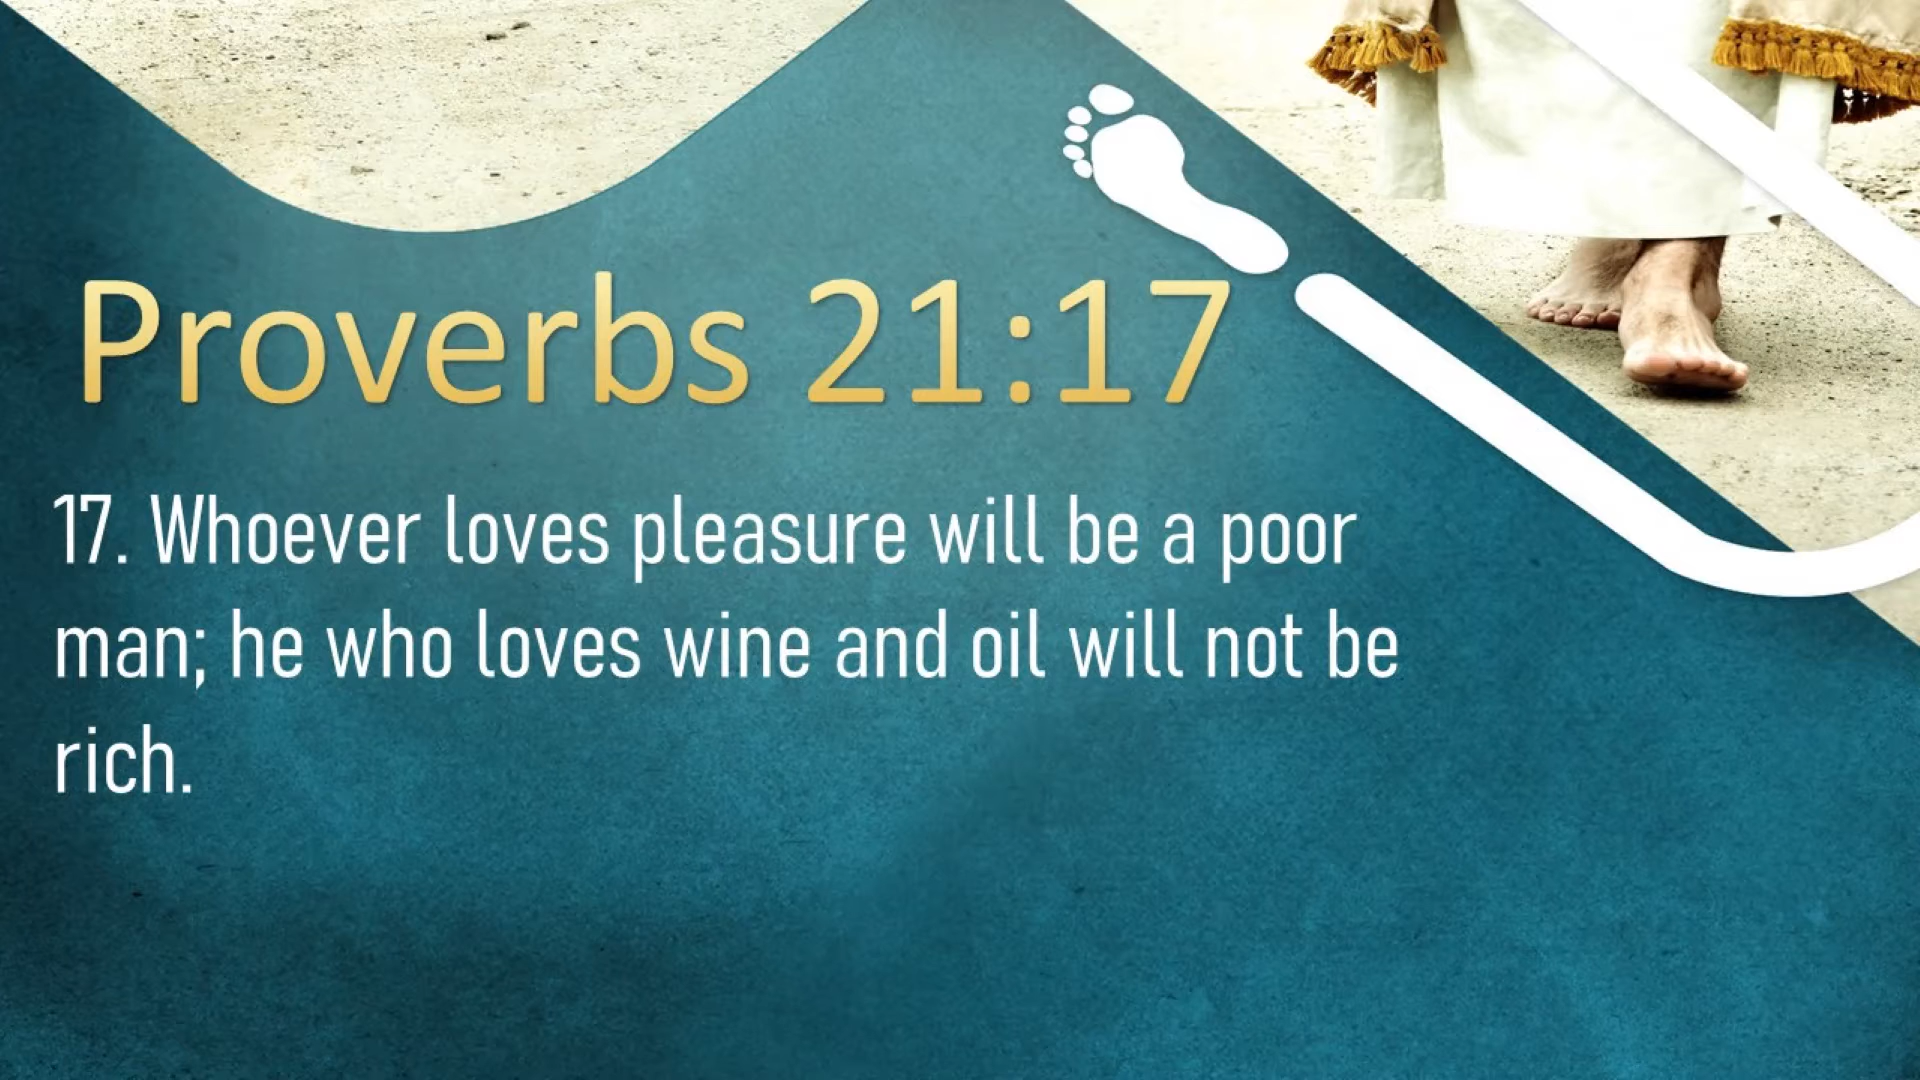 Proverbs 21:17
17. Whoever loves pleasure will be a poor
man; he who loves wine and oil will not be
rich.